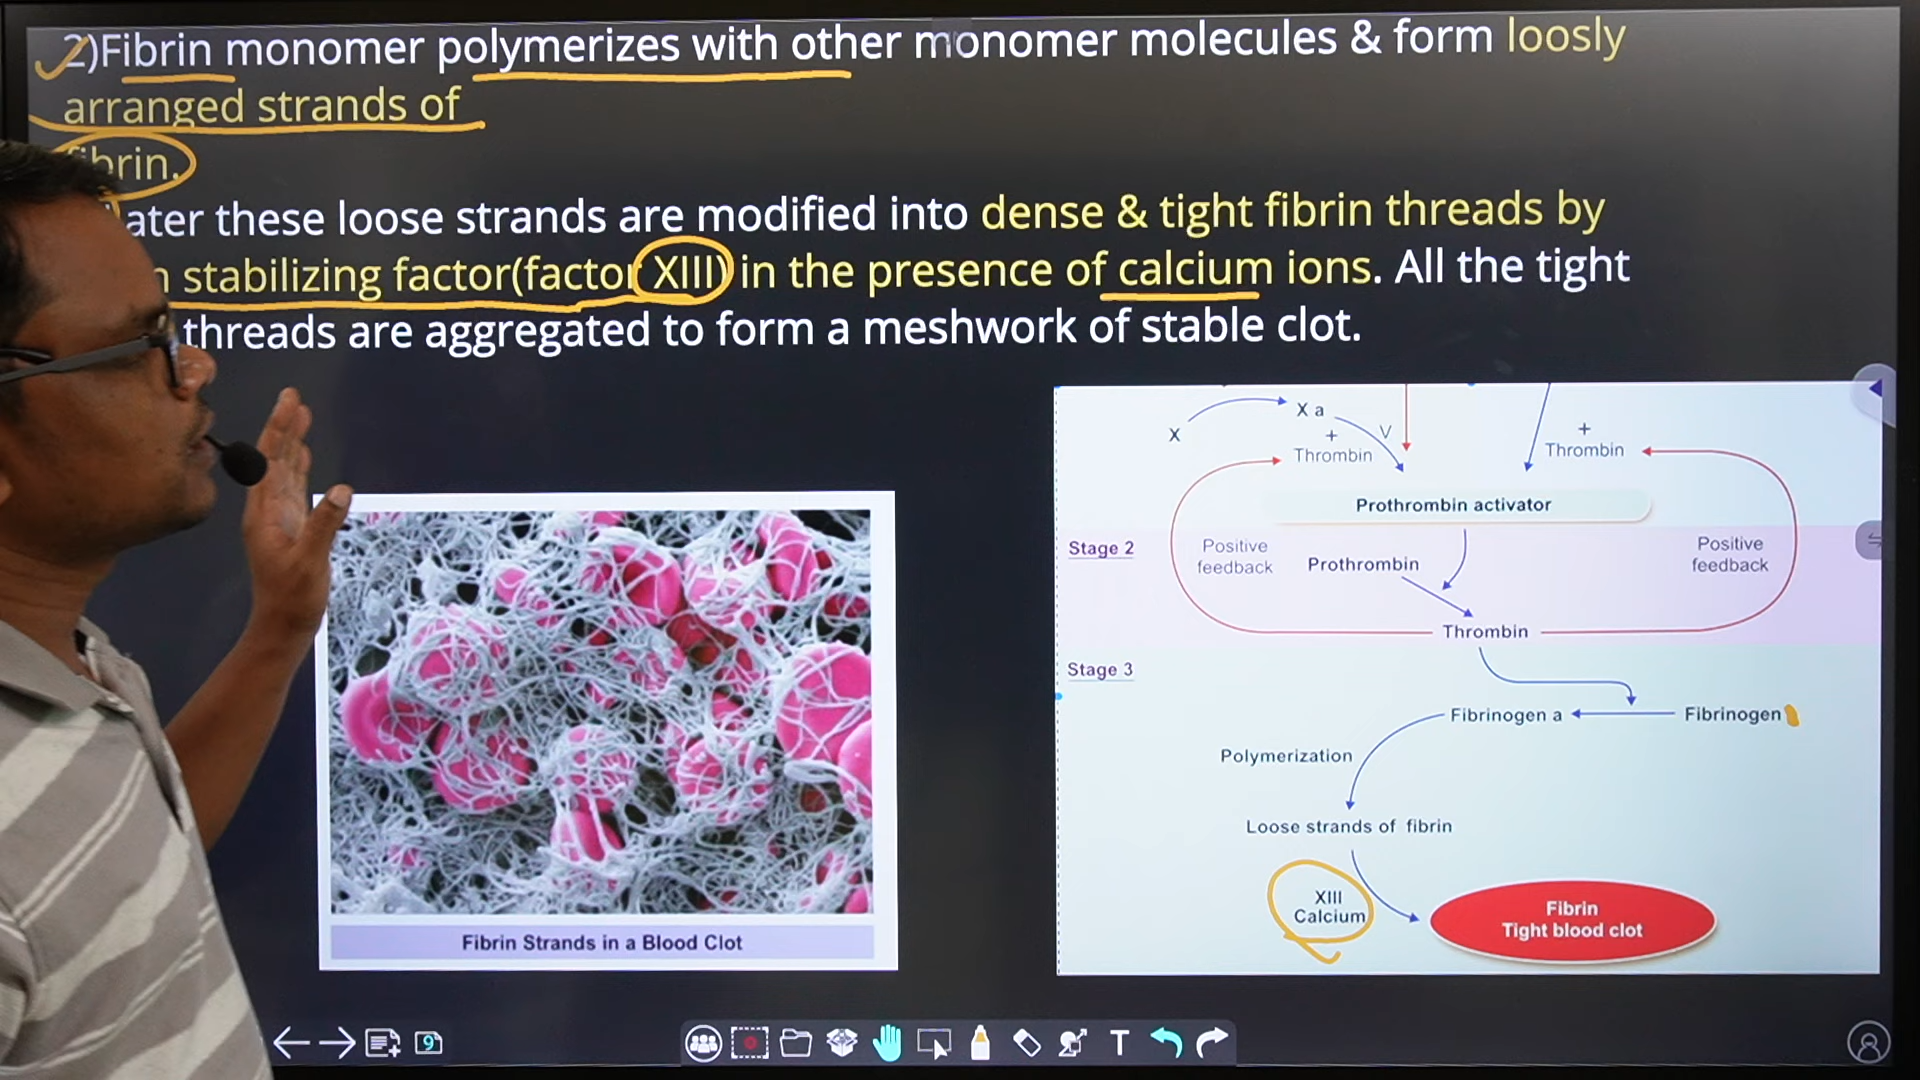 2)Fibrin monomer polymerizes with other monomer molecules & form loosly
arranged strands of
fibrin.
ater these loose strands are modified into dense & tight fibrin threads by
n stabilizing factor(factor XIII) in the presence of calcium ions. All the tight
threads are aggregated to form a meshwork of stable clot.
X
X a
+
Thrombin
V
+
Thrombin
Prothrombin activator
Stage 2
Positive
feedback
Prothrombin
Positive
feedback
Thrombin
Stage 3
Fibrinogen a
Fibrinogen
Polymerization
Loose strands of fibrin
XIII
Calcium
Fibrin
Tight blood clot
Fibrin Strands in a Blood Clot
9
T